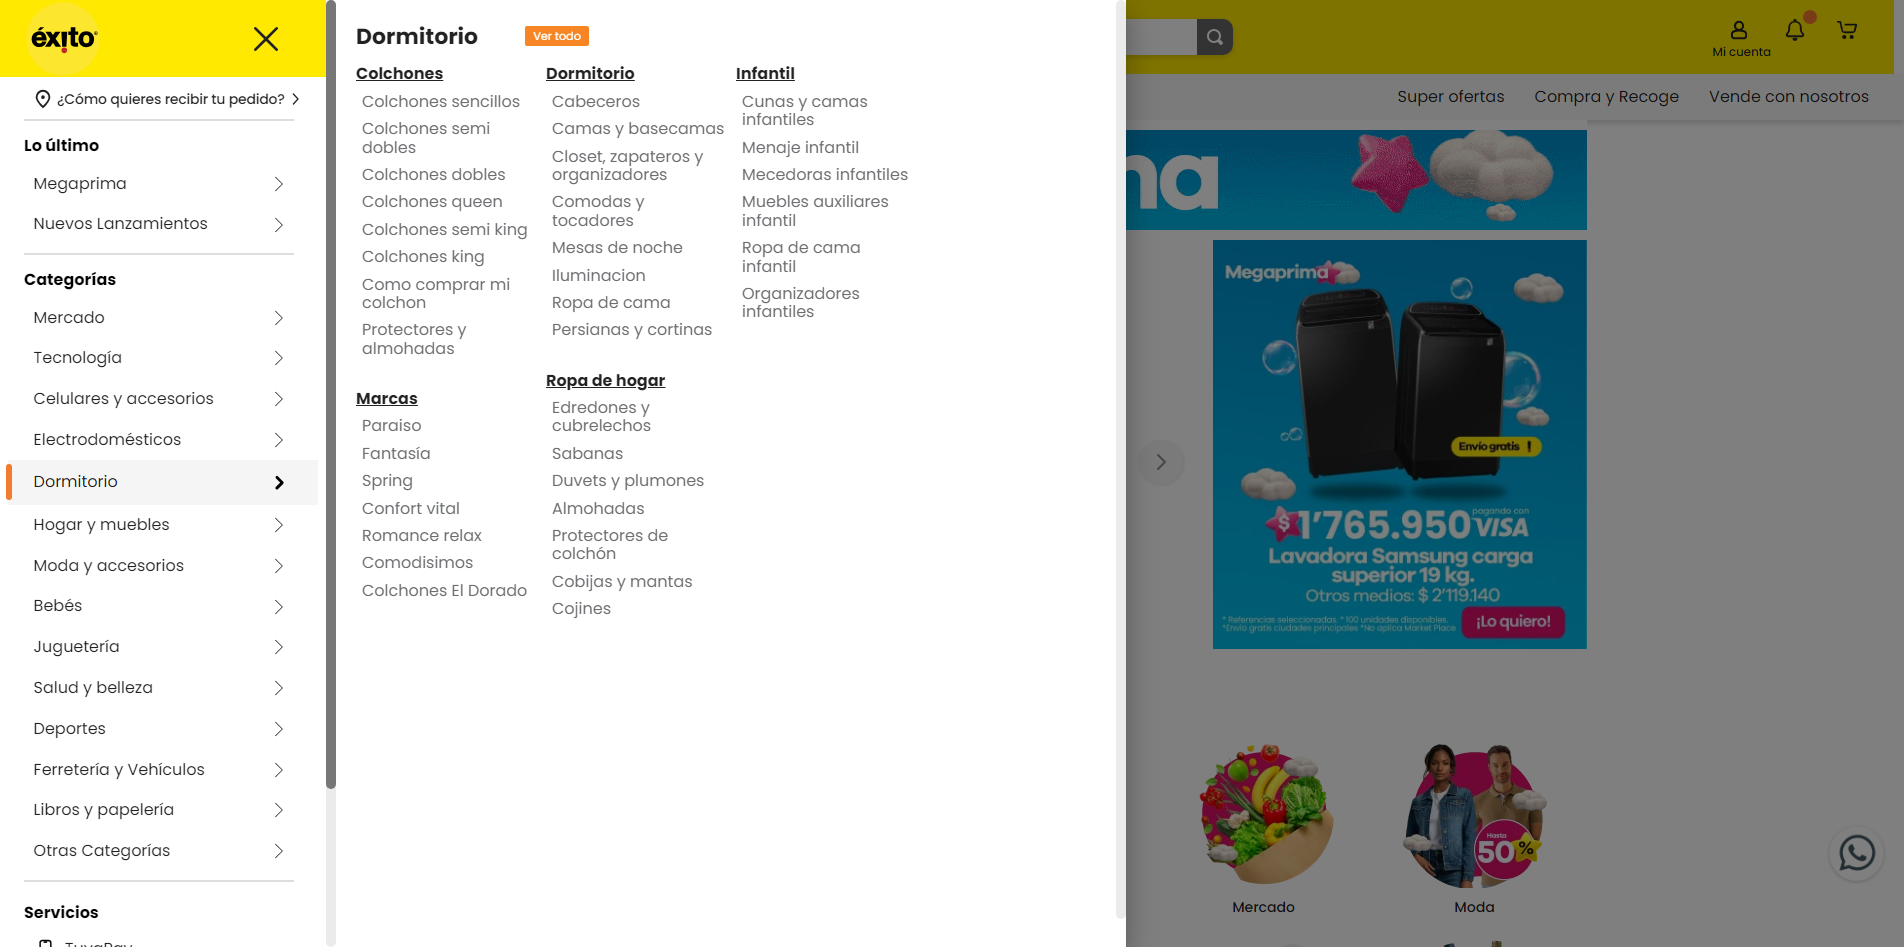 éxito
¿Cómo quieres recibir tu pedido?
Lo último
Megaprima
Nuevos Lanzamientos
Categorías
Mercado
Tecnología
Celulares y accesorios
Electrodomésticos
Dormitorio
Hogar y muebles
Moda y accesorios
Bebés
Juguetería
Salud y belleza
Deportes
Ferretería y Vehículos
Libros y papelería
Otras Categorías
Servicios
TuyaPay
Dormitorio
Ver todo
Colchones
Colchones sencillos
Colchones semi
dobles
Colchones dobles
Colchones queen
Colchones semi king
Colchones king
Como comprar mi
colchon
Protectores y
almohadas
Marcas
Paraiso
Fantasía
Spring
Confort vital
Romance relax
Comodisimos
Colchones El Dorado
Dormitorio
Cabeceros
Camas y basecamas
Closet, zapateros y
organizadores
Comodas y
tocadores
Mesas de noche
Iluminacion
Ropa de cama
Persianas y cortinas
Ropa de hogar
Edredones y
cubrelechos
Sabanas
Duvets y plumones
Almohadas
Protectores de
colchón
Cobijas y mantas
Cojines
Infantil
Cunas y camas
infantiles
Menaje infantil
Mecedoras infantiles
Muebles auxiliares
infantil
Ropa de cama
infantil
Organizadores
infantiles
Mi cuenta
Super ofertas
Compra y Recoge
Vende con nosotros
na
Megaprima
Envío gratis !
$1'765.950
pagando con
VISA
Lavadora Samsung carga
superior 19 kg.
Otros medios: $ 2'119.140
* Referencias seleccionadas. * 100 unidades disponibles.
*Envío gratis ciudades principales *No aplica Market Place
¡Lo quiero!
Hasta
50%
Mercado
Moda